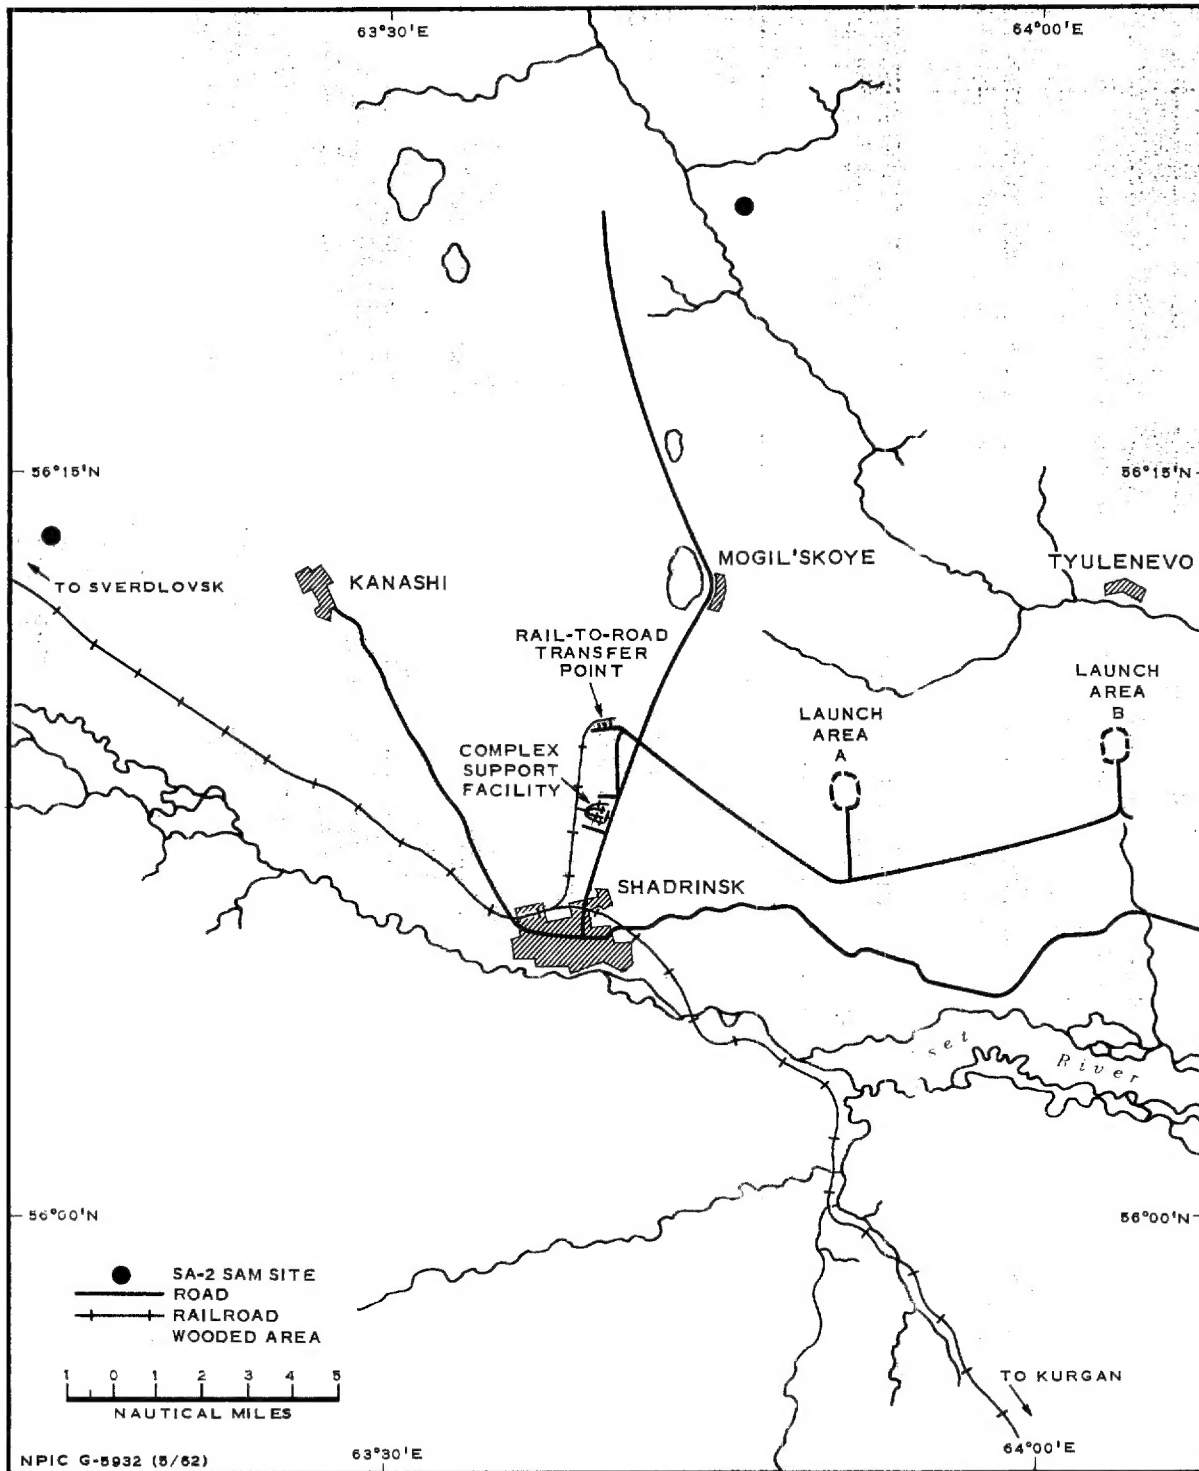 63°30'E
64°00'E
56°15'N
56°15'N
TO SVERDLOVSK
KANASHI
MOGIL'SKOYE
TYULENEVO
RAIL-TO-ROAD
TRANSFER
POINT
LAUNCH
AREA
A
LAUNCH
AREA
B
COMPLEX
SUPPORT
FACILITY
SHADRINSK
set River
56°00'N
56°00'N
SA-2 SAM SITE
ROAD
RAILROAD
WOODED AREA
1 0 1 2 3 4 5
NAUTICAL MILES
TO KURGAN
NPIC G-5932 (5/62)
63°30'E
64°00'E